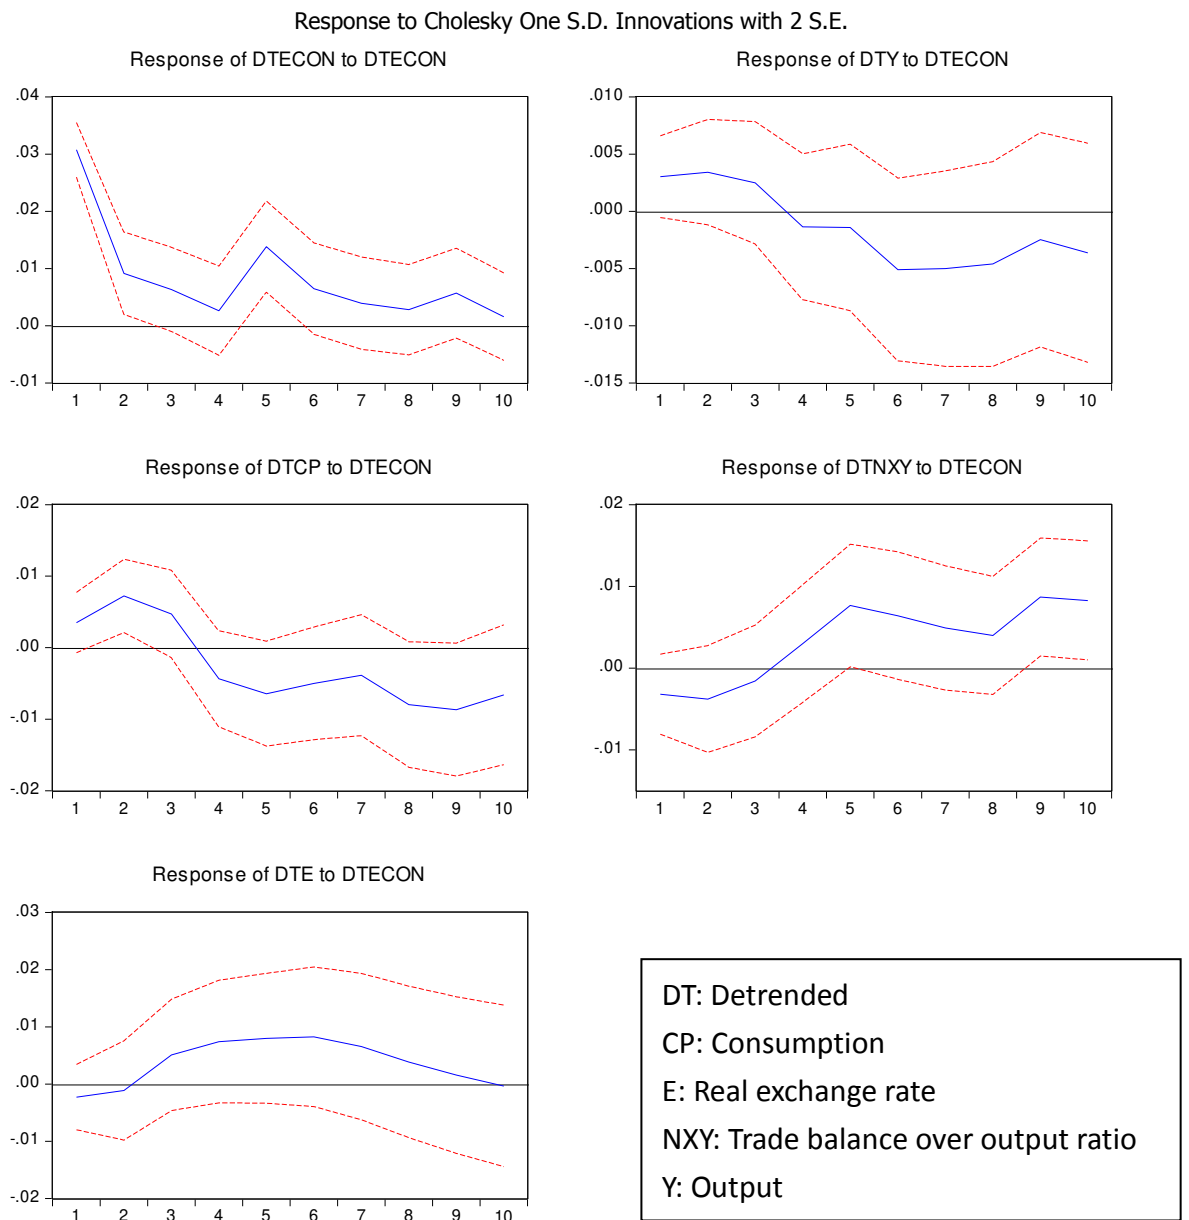 Response to Cholesky One S.D. Innovations with 2 S.E.
Response of DTECON to DTECON
.04
.03
.02
.01
.00
-.01
1 2 3 4 5 6 7 8 9 10
Response of DTY to DTECON
.010
.005
.000
-.005
-.010
-.015
1 2 3 4 5 6 7 8 9 10
Response of DTCP to DTECON
.02
.01
.00
-.01
-.02
1 2 3 4 5 6 7 8 9 10
Response of DTNXY to DTECON
.02
.01
.00
-.01
1 2 3 4 5 6 7 8 9 10
Response of DTE to DTECON
.03
.02
.01
.00
-.01
-.02
1 2 3 4 5 6 7 8 9 10
DT: Detrended
CP: Consumption
E: Real exchange rate
NXY: Trade balance over output ratio
Y: Output